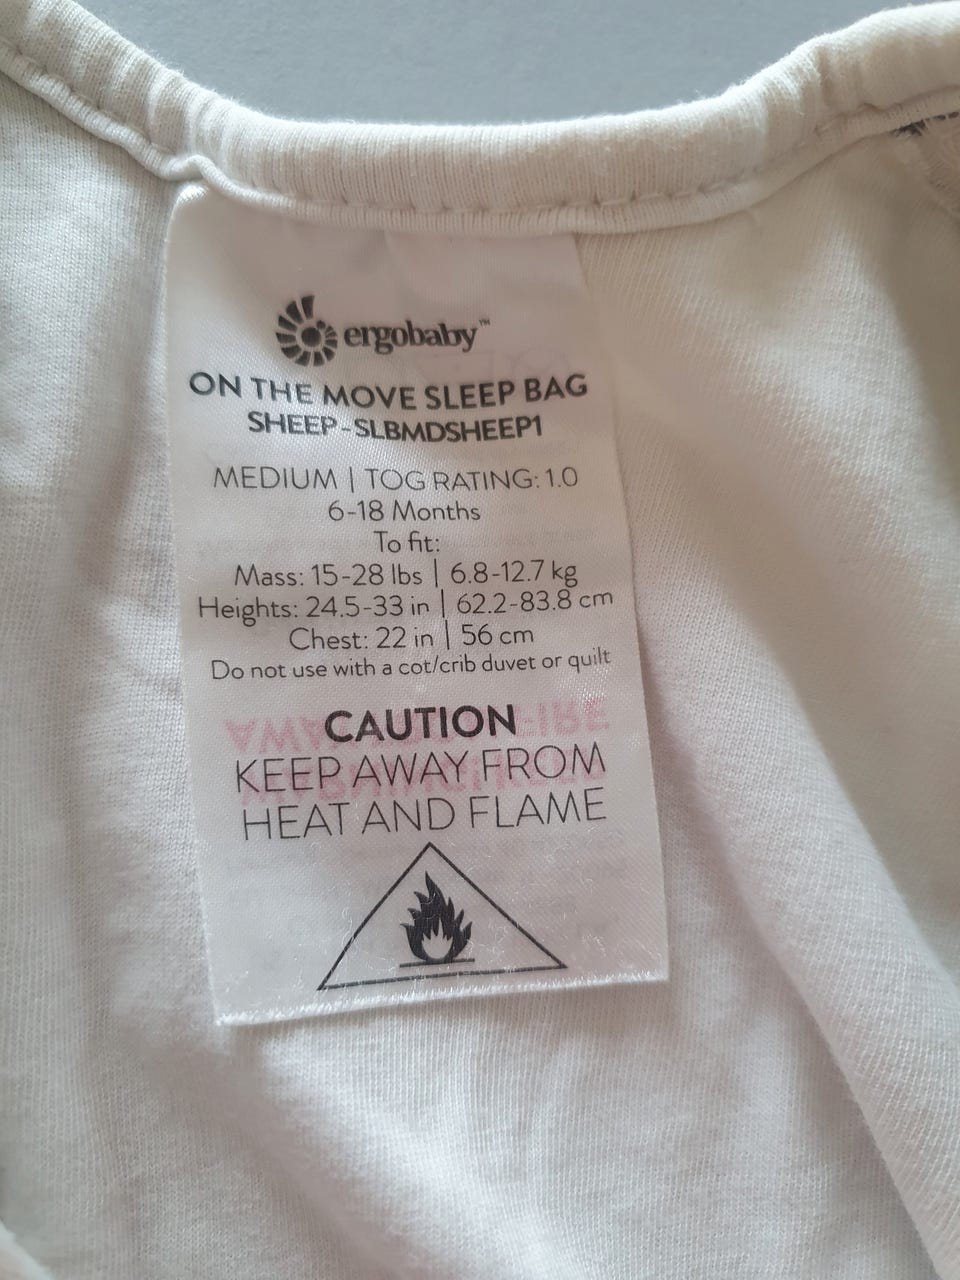 ergobaby™
ON THE MOVE SLEEP BAG
SHEEP-SLBMDSHEEP1
MEDIUM | TOG RATING: 1.0
6-18 Months
To fit:
Mass: 15-28 lbs | 6.8-12.7 kg
Heights: 24.5-33 in | 62.2-83.8 cm
Chest: 22 in | 56 cm
Do not use with a cot/crib duvet or quilt
CAUTION
KEEP AWAY FROM
HEAT AND FLAME